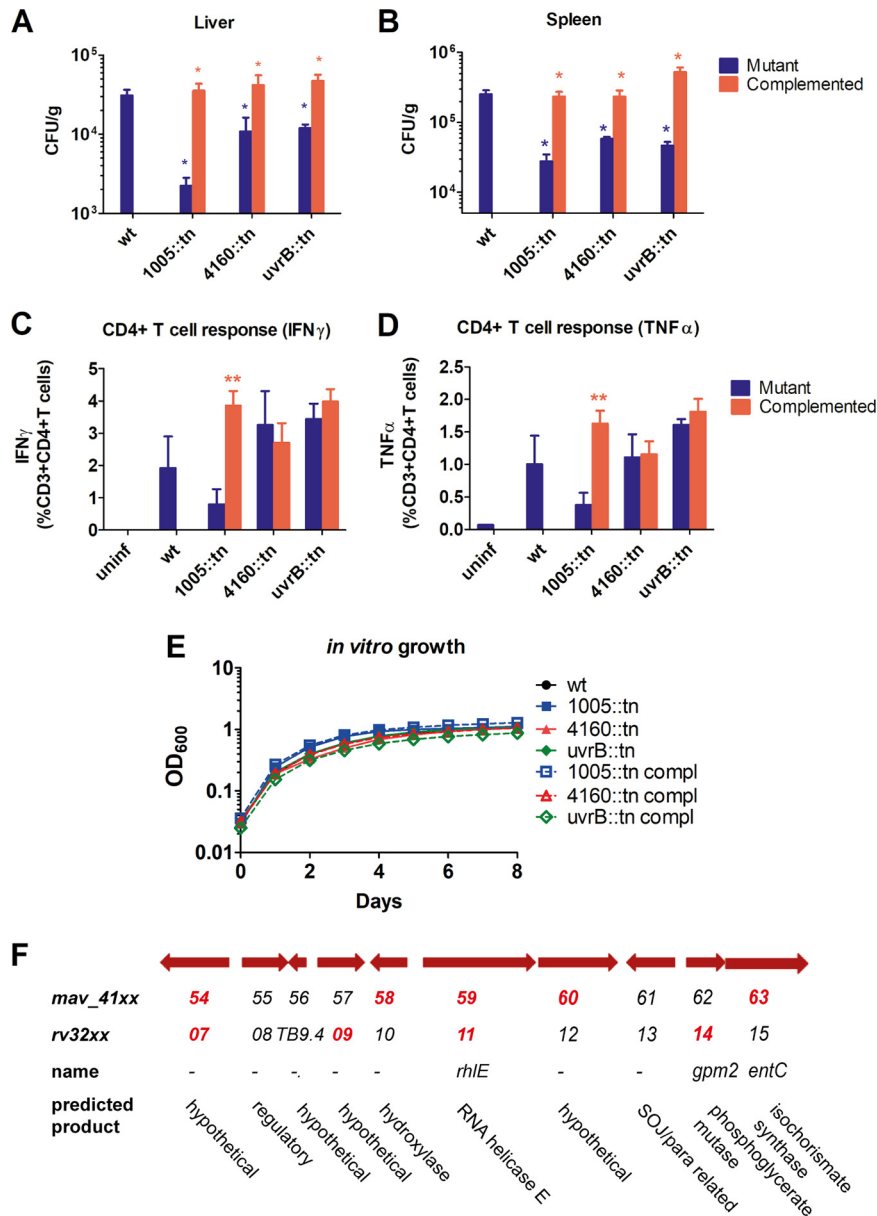 A
Liver
CFU/g
10^5
10^4
10^3
*
*
*
*
*
*
wt
1005::tn
4160::tn
uvrB::tn
B
Spleen
CFU/g
10^6
10^5
10^4
*
*
*
*
*
*
wt
1005::tn
4160::tn
uvrB::tn
Mutant
Complemented
C
CD4+ T cell response (IFNγ)
IFNγ
(%CD3+CD4+T cells)
5
4
3
2
1
0
**
uninf
wt
1005::tn
4160::tn
uvrB::tn
D
CD4+ T cell response (TNFα)
TNFα
(%CD3+CD4+T cells)
2.5
2.0
1.5
1.0
0.5
0.0
**
uninf
wt
1005::tn
4160::tn
uvrB::tn
Mutant
Complemented
E
in vitro growth
OD600
10
1
0.1
0.01
0 2 4 6 8
Days
wt
1005::tn
4160::tn
uvrB::tn
1005::tn compl
4160::tn compl
uvrB::tn compl
F
mav_41xx 54 55 56 57 58 59 60 61 62 63
rv32xx 07 08 TB9.4 09 10 11 12 13 14 15
name - - -. - - rhlE - - gpm2 entC
predicted
product
hypothetical
regulatory
hypothetical
hypothetical
hydroxylase
RNA helicase E
hypothetical
SOJ/para related
phosphoglycerate
mutase
isochorismate
synthase